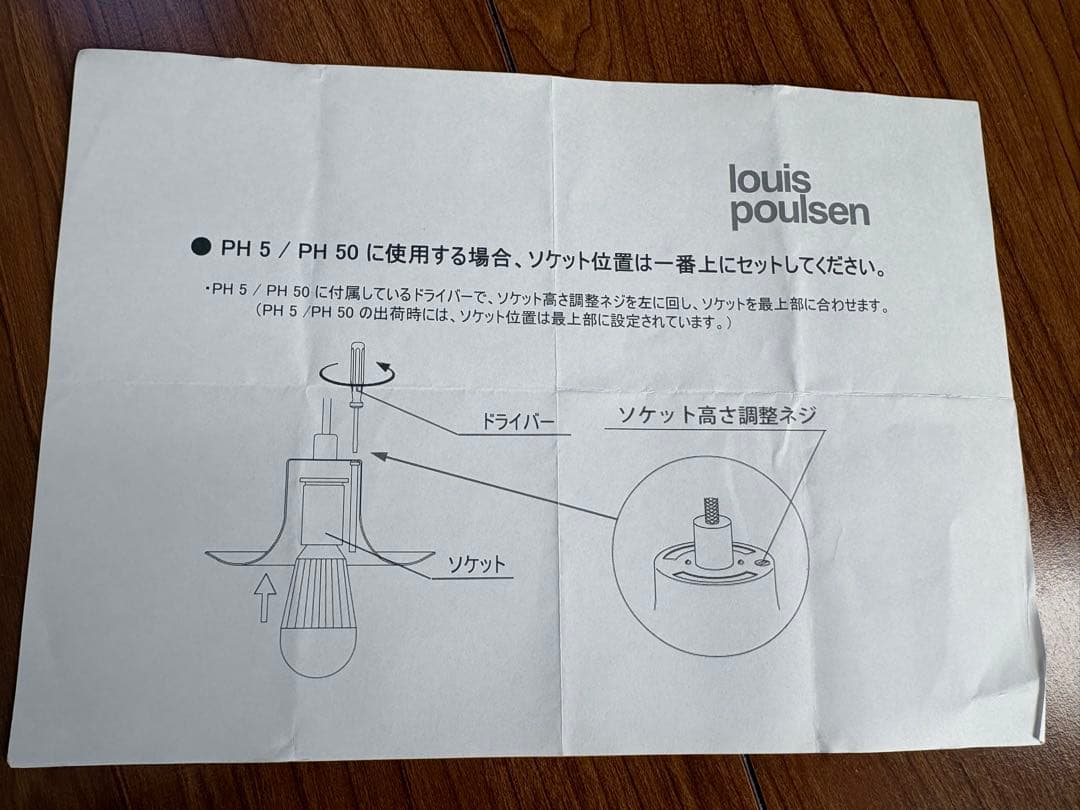 louis
poulsen
● PH 5 / PH 50 に使用する場合、ソケット位置は一番上にセットしてください。
・PH 5 / PH 50 に付属しているドライバーで、ソケット高さ調整ネジを左に回し、ソケットを最上部に合わせます。
(PH 5 /PH 50 の出荷時には、ソケット位置は最上部に設定されています。)
ドライバー
ソケット高さ調整ネジ
ソケット